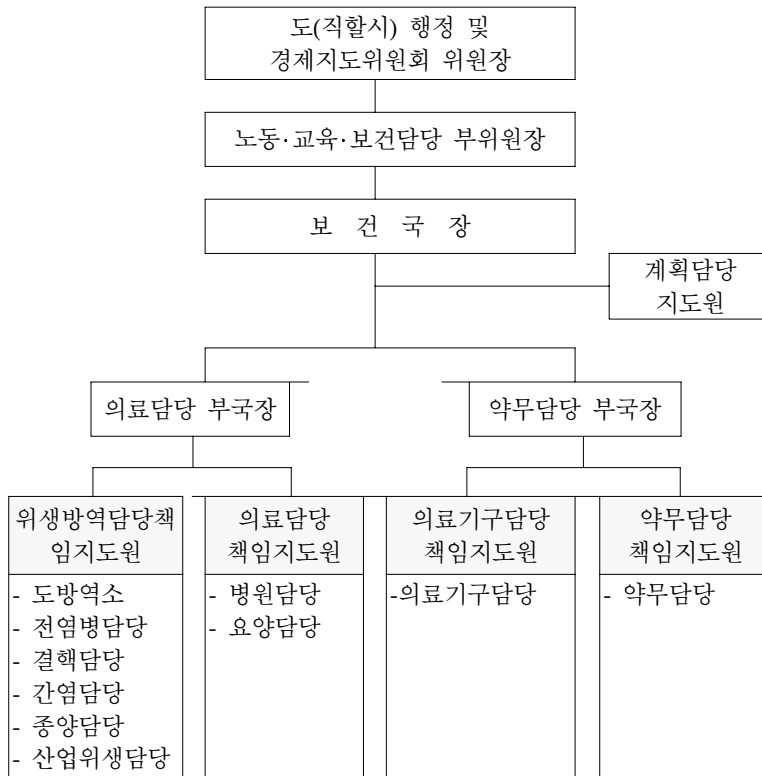 도(직할시) 행정 및
경제지도위원회 위원장
노동·교육·보건담당 부위원장
보 건 국 장
계획담당
지도원
의료담당 부국장
약무담당 부국장
위생방역담당책
임지도원
- 도방역소
- 전염병담당
- 결핵담당
- 간염담당
- 종양담당
- 산업위생담당
의료담당
책임지도원
- 병원담당
- 요양담당
의료기구담당
책임지도원
-의료기구담당
약무담당
책임지도원
- 약무담당